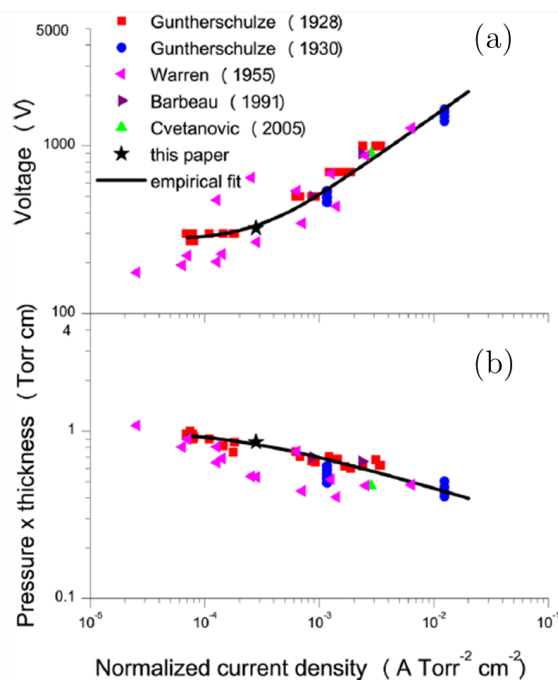 (a)
Guntherschulze ( 1928)
Guntherschulze ( 1930)
Warren ( 1955)
Barbeau ( 1991)
Cvetanovic ( 2005)
this paper
empirical fit
Voltage ( V)
5000
1000
100
(b)
Pressure x thickness ( Torr cm)
4
1
0.1
10⁻⁵ 10⁻⁴ 10⁻³ 10⁻² 10⁻¹
Normalized current density ( A Torr⁻² cm⁻²)